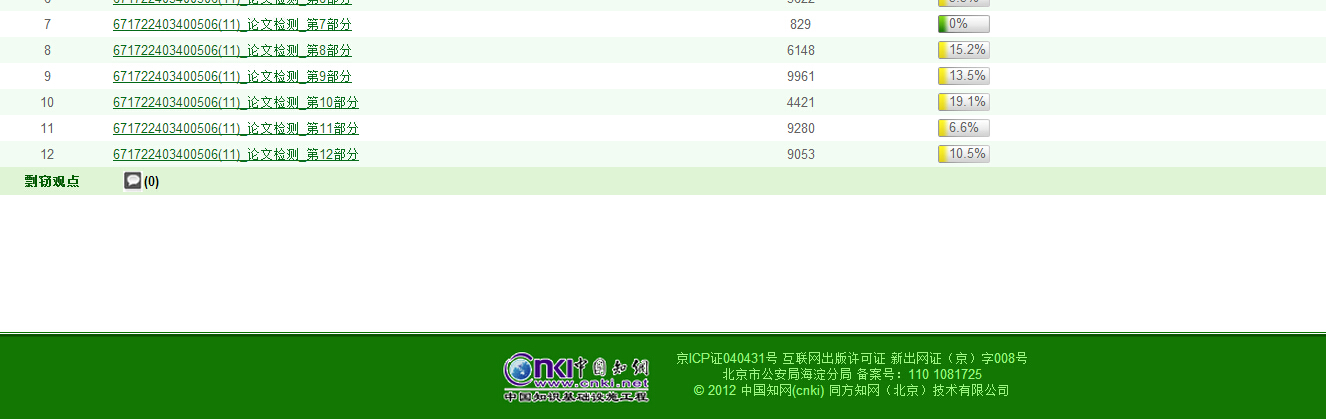 7 671722403400506(11)_论文检测_第7部分 829 0%
8 671722403400506(11)_论文检测_第8部分 6148 15.2%
9 671722403400506(11)_论文检测_第9部分 9961 13.5%
10 671722403400506(11)_论文检测_第10部分 4421 19.1%
11 671722403400506(11)_论文检测_第11部分 9280 6.6%
12 671722403400506(11)_论文检测_第12部分 9053 10.5%
剽窃观点 (0)
Cnki中国知网
www.cnki.net
中国知识基础设施工程
京ICP证040431号 互联网出版许可证 新出网证（京）字008号
北京市公安局海淀分局 备案号：110 1081725
© 2012 中国知网(cnki) 同方知网（北京）技术有限公司